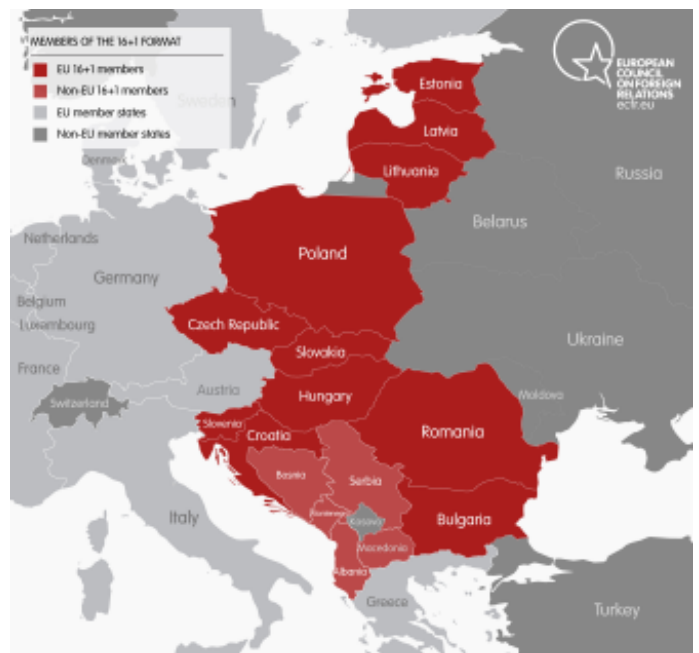 MEMBERS OF THE 16+1 FORMAT
EU 16+1 members
Non-EU 16+1 members
EU member states
Non-EU member states
EUROPEAN
COUNCIL
ON FOREIGN
RELATIONS
ecfr.eu
Sweden
Estonia
Latvia
Denmark
Lithuania
Russia
Belarus
Netherlands
Poland
Germany
Belgium
Luxembourg
Czech Republic
Ukraine
Slovakia
France
Austria
Hungary
Moldova
Switzerland
Slovenia
Croatia
Romania
Bosnia
Serbia
Montenegro
Kosovo
Italy
Bulgaria
Macedonia
Albania
Greece
Turkey